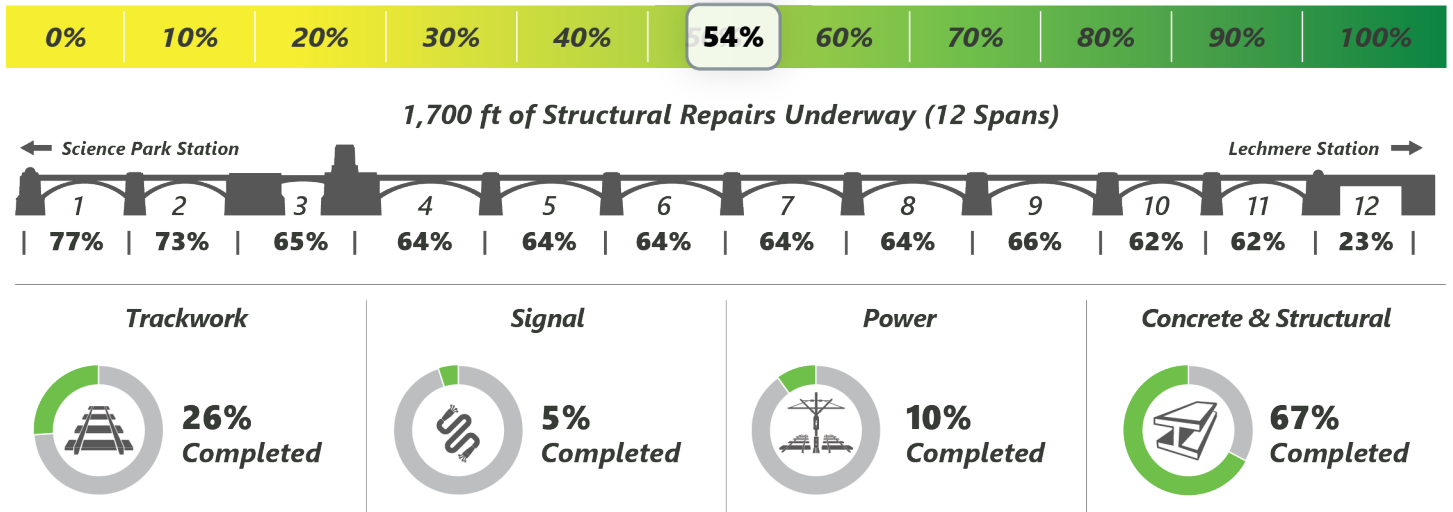 0% 10% 20% 30% 40% 54% 60% 70% 80% 90% 100%
1,700 ft of Structural Repairs Underway (12 Spans)
Science Park Station Lechmere Station
1 2 3 4 5 6 7 8 9 10 11 12
| 77% | 73% | 65% | 64% | 64% | 64% | 64% | 64% | 66% | 62% | 62% | 23% |
Trackwork Signal Power Concrete & Structural
26% 5% 10% 67%
Completed Completed Completed Completed